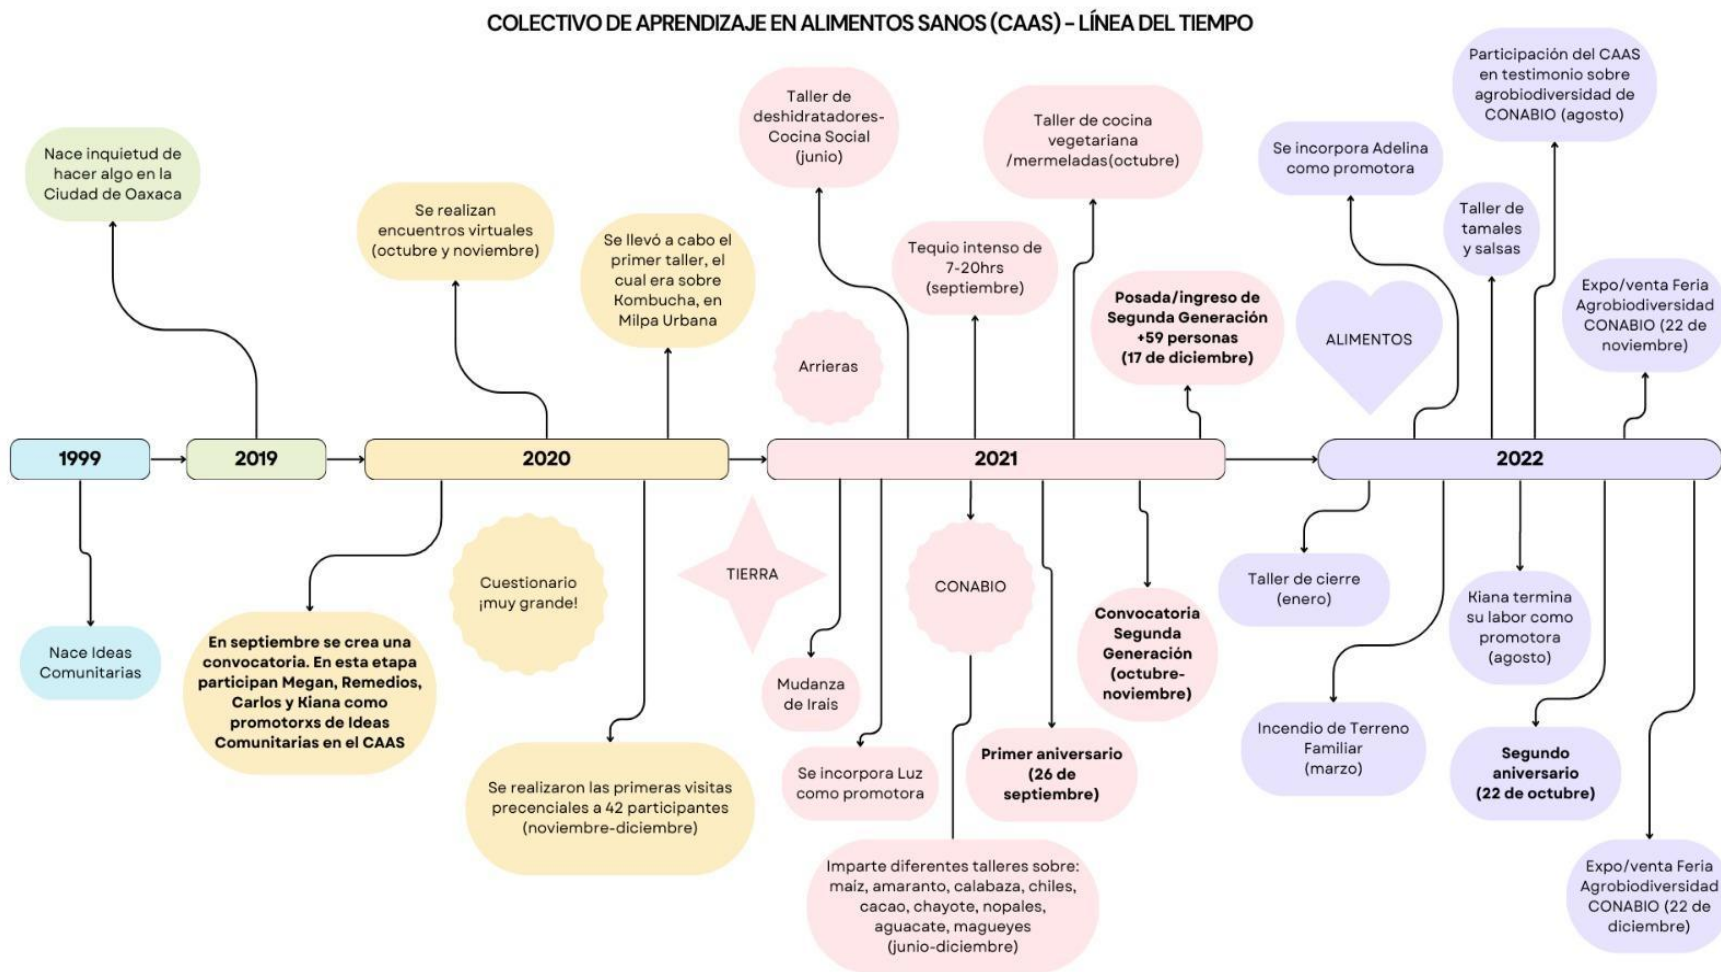 COLECTIVO DE APRENDIZAJE EN ALIMENTOS SANOS (CAAS) – LÍNEA DEL TIEMPO
Nace inquietud de
hacer algo en la
Ciudad de Oaxaca
Se realizan
encuentros virtuales
(octubre y noviembre)
Se llevó a cabo el
primer taller, el
cual era sobre
Kombucha, en
Milpa Urbana
Taller de
deshidratadores-
Cocina Social
(junio)
Arrieras
Tequio intenso de
7-20hrs
(septiembre)
Taller de cocina
vegetariana
/mermeladas(octubre)
Posada/ingreso de
Segunda Generación
+59 personas
(17 de diciembre)
Se incorpora Adelina
como promotora
ALIMENTOS
Taller de
tamales
y salsas
Participación del CAAS
en testimonio sobre
agrobiodiversidad de
CONABIO (agosto)
Expo/venta Feria
Agrobiodiversidad
CONABIO (22 de
noviembre)
1999
2019
2020
2021
2022
Nace Ideas
Comunitarias
En septiembre se crea una
convocatoria. En esta etapa
participan Megan, Remedios,
Carlos y Kiana como
promotorxs de Ideas
Comunitarias en el CAAS
Cuestionario
¡muy grande!
Se realizaron las primeras visitas
precenciales a 42 participantes
(noviembre-diciembre)
TIERRA
Mudanza
de Irais
Se incorpora Luz
como promotora
CONABIO
Imparte diferentes talleres sobre:
maíz, amaranto, calabaza, chiles,
cacao, chayote, nopales,
aguacate, magueyes
(junio-diciembre)
Primer aniversario
(26 de
septiembre)
Convocatoria
Segunda
Generación
(octubre-
noviembre)
Taller de cierre
(enero)
Incendio de Terreno
Familiar
(marzo)
Kiana termina
su labor como
promotora
(agosto)
Segundo
aniversario
(22 de octubre)
Expo/venta Feria
Agrobiodiversidad
CONABIO (22 de
diciembre)